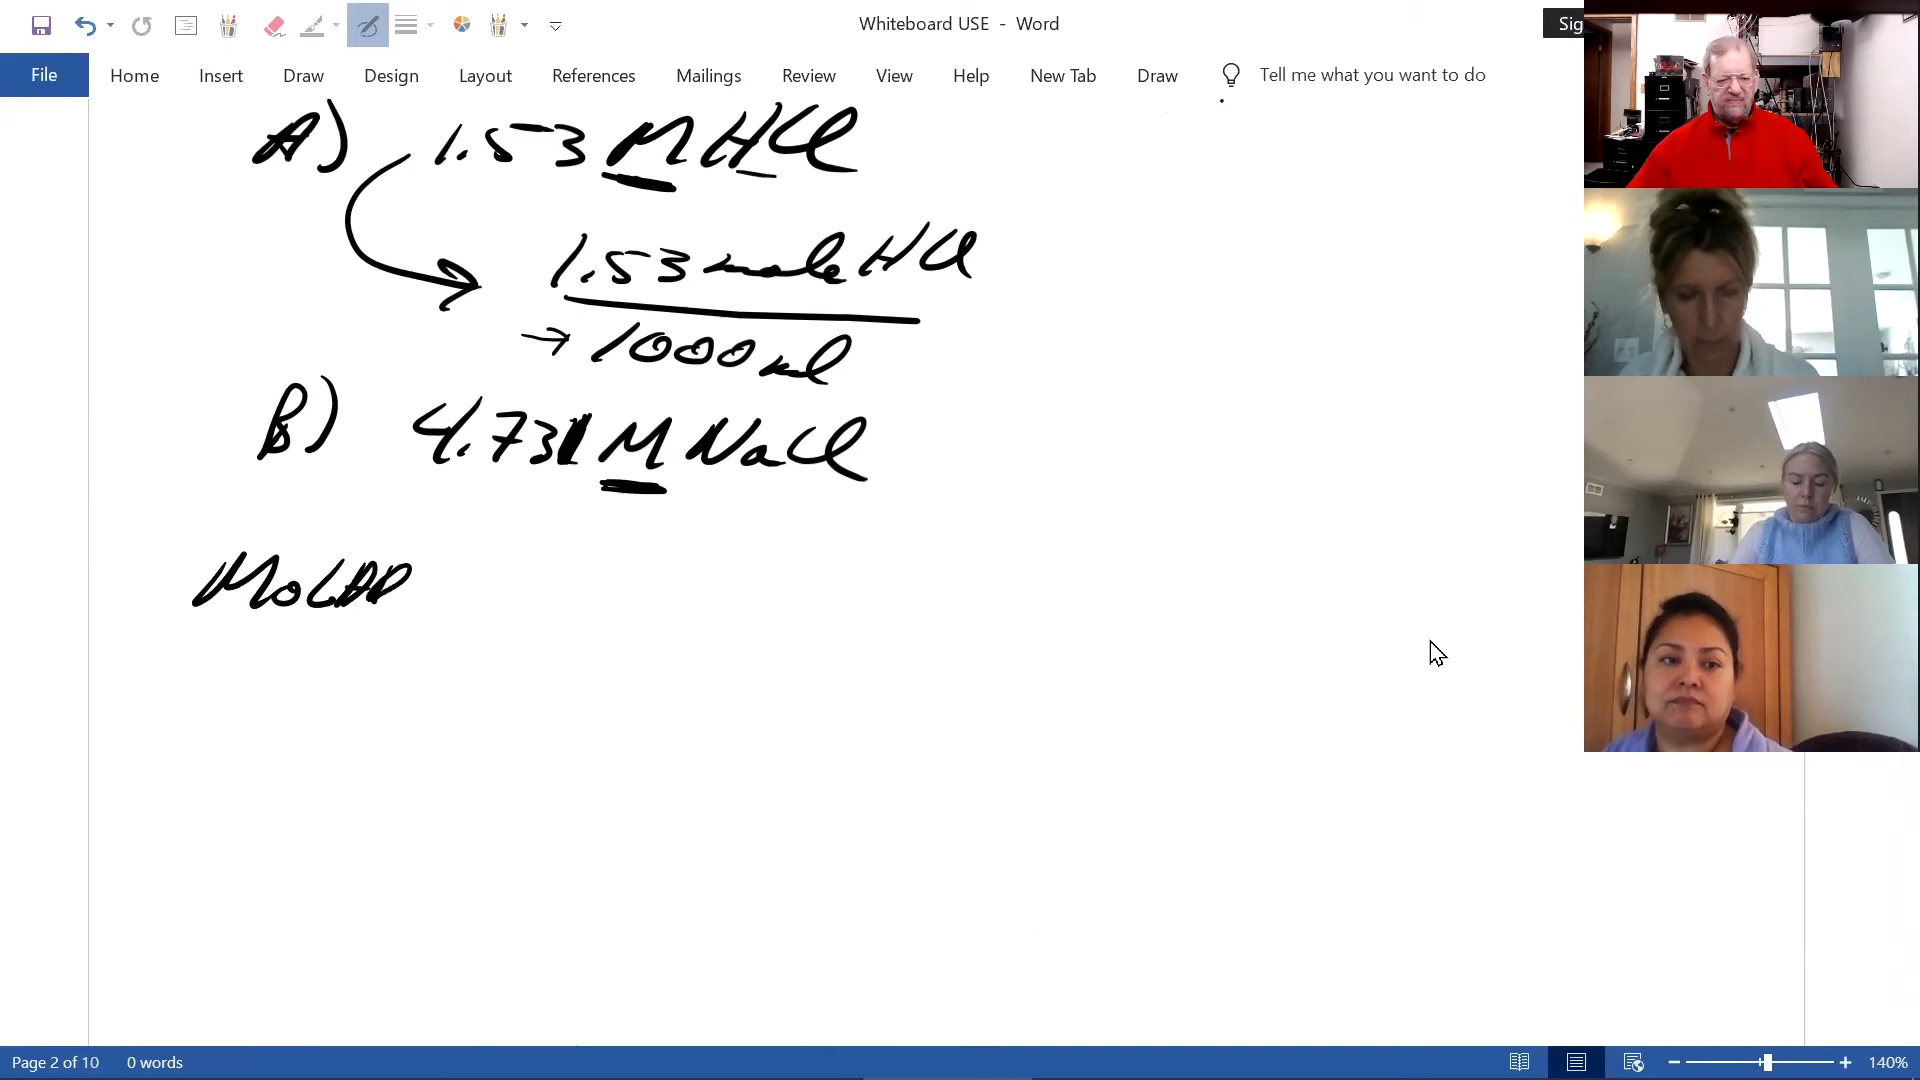 Whiteboard USE - Word
Sig
File Home Insert Draw Design Layout References Mailings Review View Help New Tab Draw Tell me what you want to do
A) 1.53 M HCl
1.53 mole HCl
→ 1000 ml
B) 4.731 M NaCl
Page 2 of 10 0 words
140%